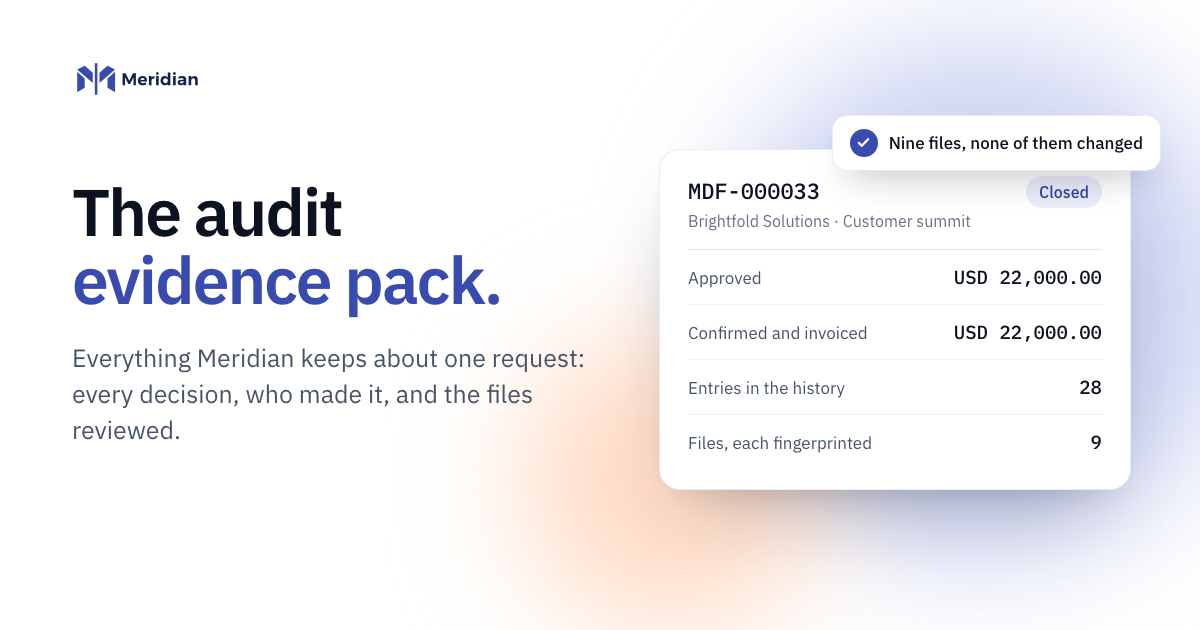 Meridian
The audit
evidence pack.
Everything Meridian keeps about one request:
every decision, who made it, and the files
reviewed.
Nine files, none of them changed
MDF-000033
Closed
Brightfold Solutions · Customer summit
Approved
USD 22,000.00
Confirmed and invoiced
USD 22,000.00
Entries in the history
28
Files, each fingerprinted
9